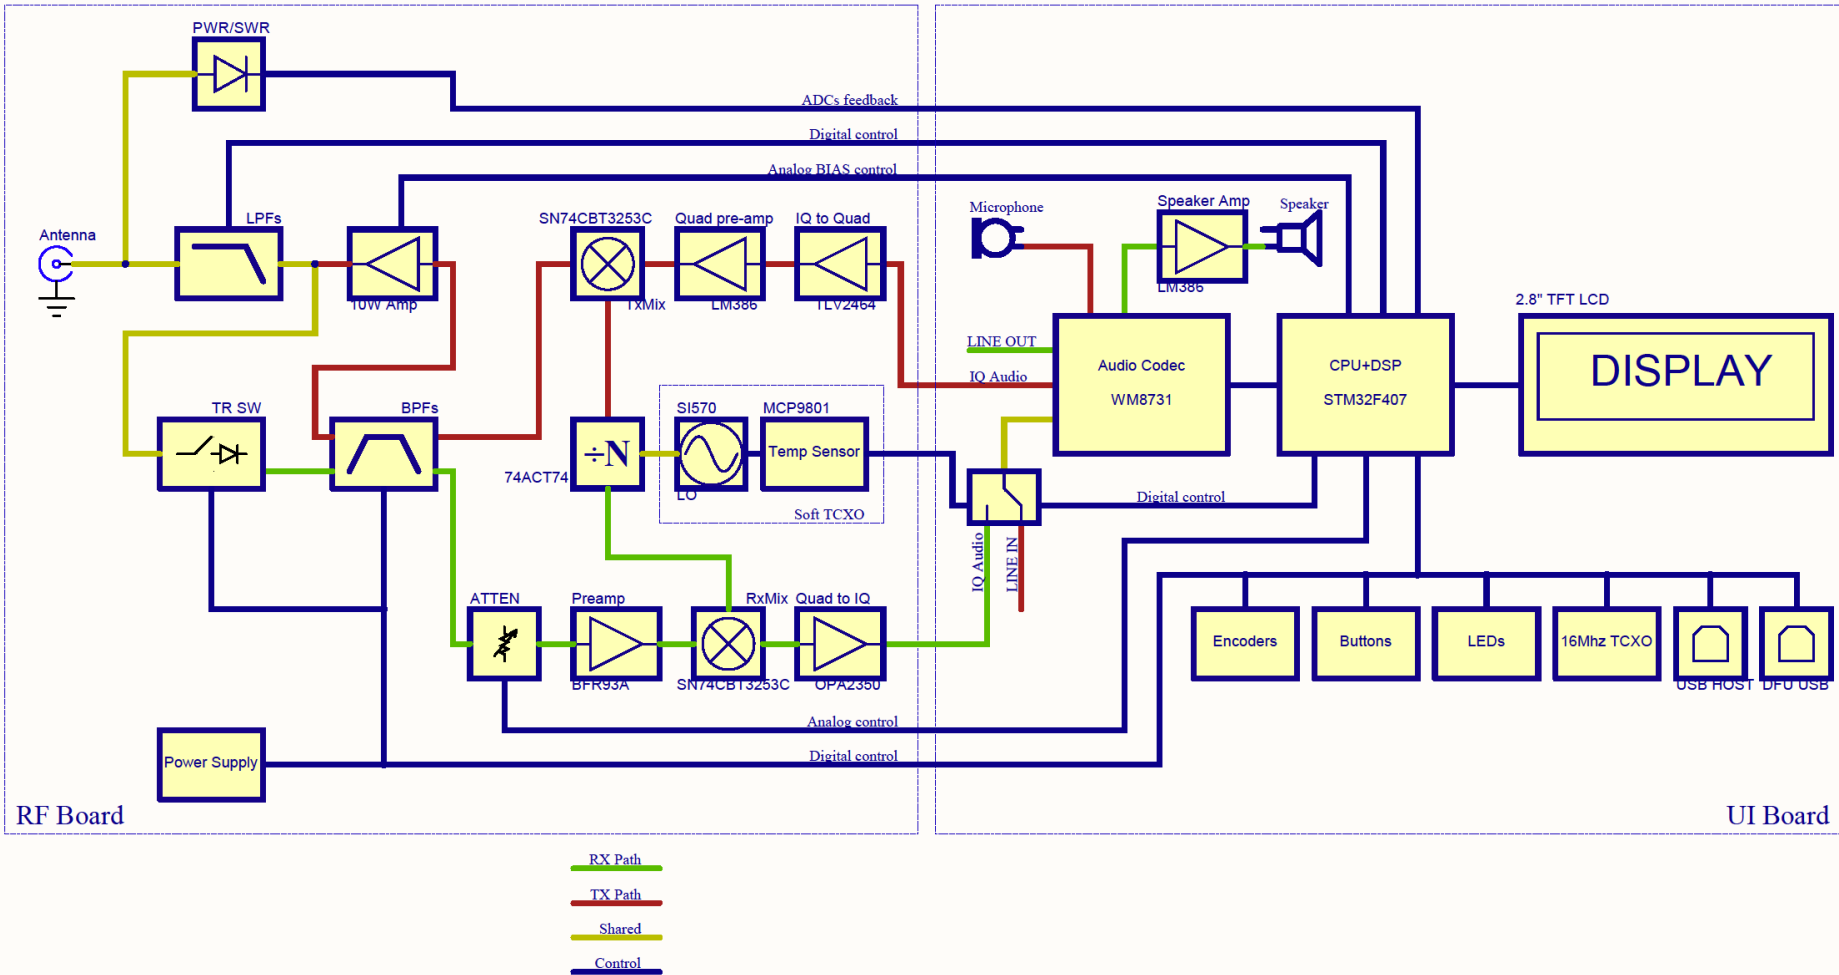 PWR/SWR
ADCs feedback
Digital control
Analog BIAS control
Antenna
LPFs
10W Amp
SN74CBT3253C
TxMix
Quad pre-amp
LM386
IQ to Quad
TLV2464
Microphone
Speaker Amp
LM386
Speaker
LINE OUT
IQ Audio
Audio Codec
WM8731
CPU+DSP
STM32F407
2.8" TFT LCD
DISPLAY
TR SW
BPFs
74ACT74
÷N
SI570
LO
MCP9801
Temp Sensor
Soft TCXO
Digital control
IQ Audio
LINE IN
ATTEN
Preamp
BFR93A
RxMix
SN74CBT3253C
Quad to IQ
OPA2350
Encoders
Buttons
LEDs
16Mhz TCXO
USB HOST
DFU USB
Analog control
Digital control
Power Supply
RF Board
UI Board
RX Path
TX Path
Shared
Control